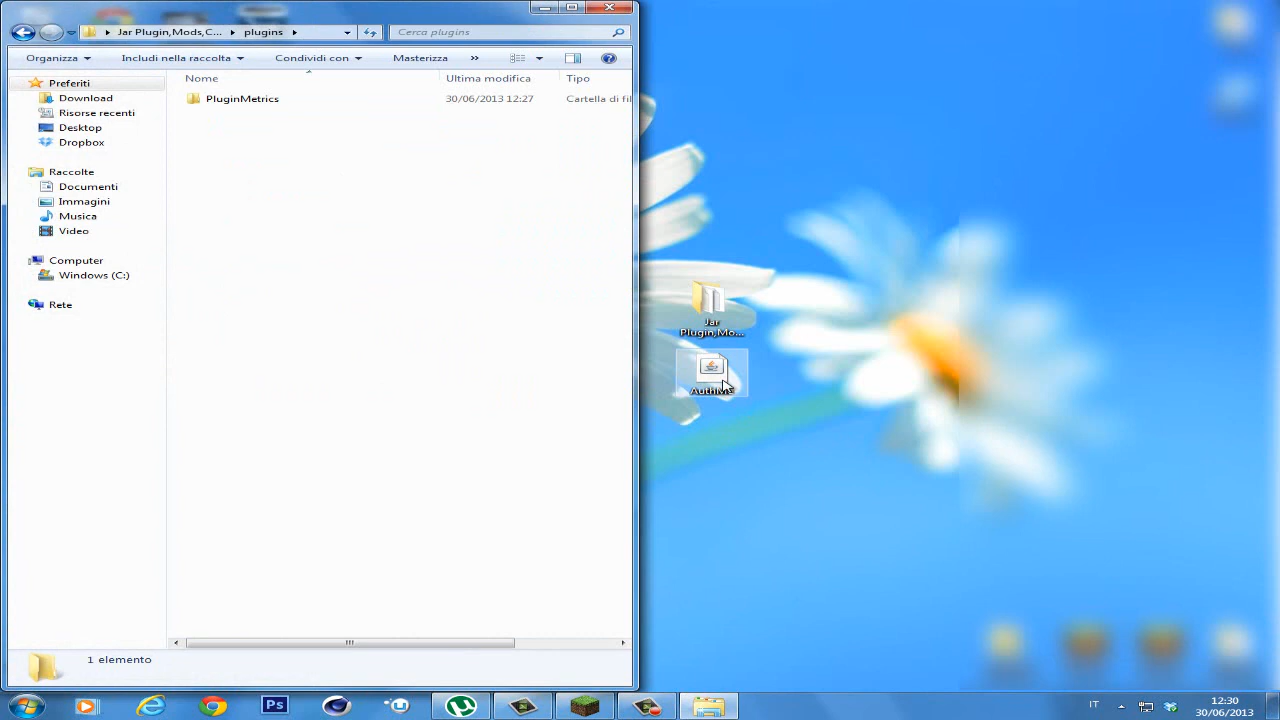 Jar Plugin,Mods,C... plugins
Cerca plugins
Organizza Includi nella raccolta Condividi con Masterizza »
Nome Ultima modifica Tipo
PluginMetrics 30/06/2013 12:27 Cartella di fil
Preferiti
Download
Risorse recenti
Desktop
Dropbox
Raccolte
Documenti
Immagini
Musica
Video
Computer
Windows (C:)
Rete
Jar
Plugin,Mo...
AuthMe
1 elemento
Ps
IT
12:30
30/06/2013